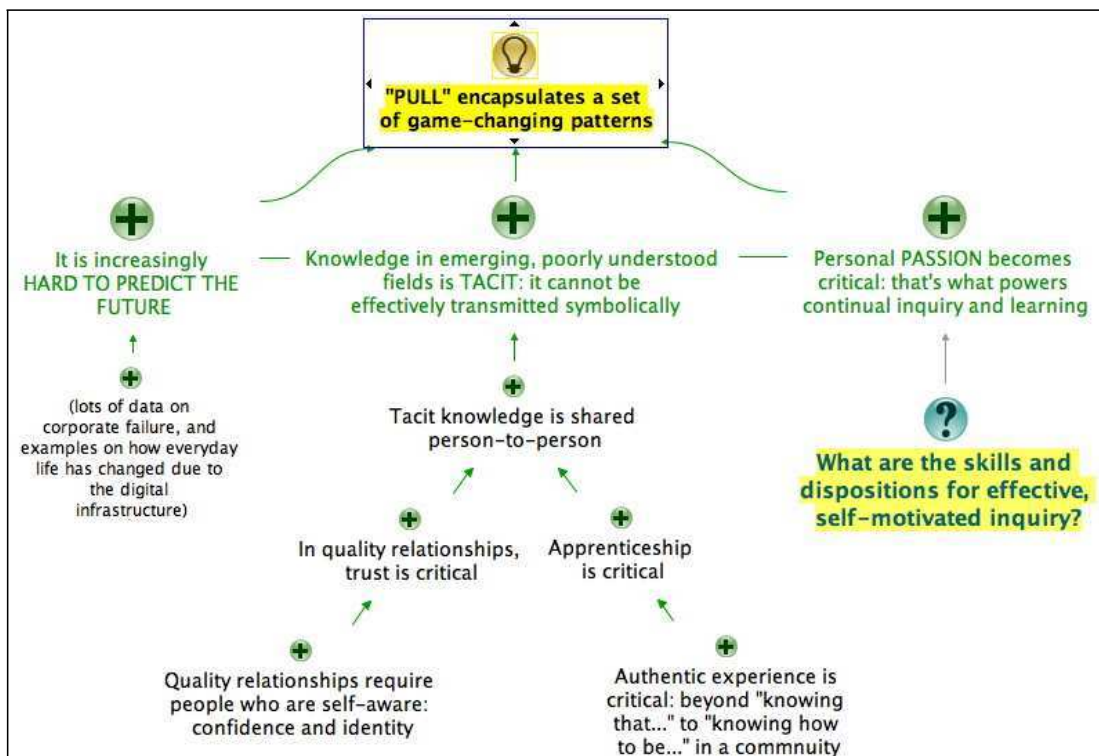 "PULL" encapsulates a set
of game-changing patterns
It is increasingly
HARD TO PREDICT THE
FUTURE
Knowledge in emerging, poorly understood
fields is TACIT: it cannot be
effectively transmitted symbolically
Personal PASSION becomes
critical: that's what powers
continual inquiry and learning
(lots of data on
corporate failure, and
examples on how everyday
life has changed due to
the digital
infrastructure)
Tacit knowledge is shared
person-to-person
?
What are the skills and
dispositions for effective,
self-motivated inquiry?
In quality relationships,
trust is critical
Apprenticeship
is critical
Quality relationships require
people who are self-aware:
confidence and identity
Authentic experience is
critical: beyond "knowing
that..." to "knowing how
to be..." in a commnuity